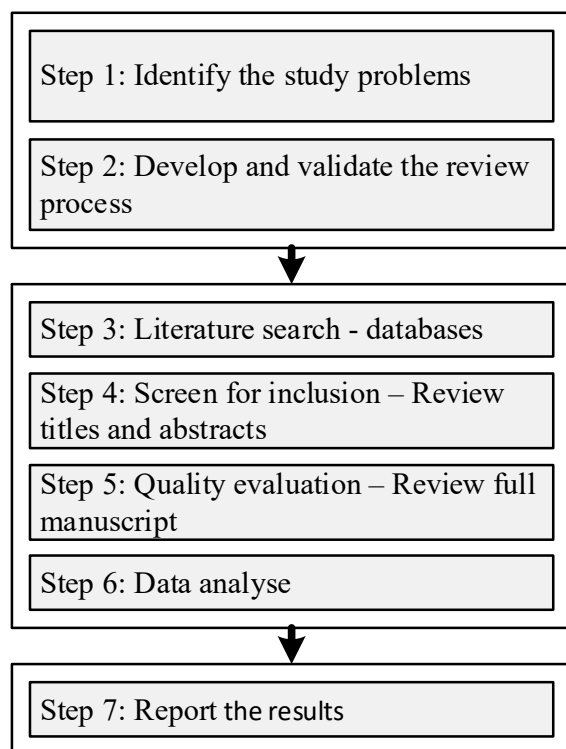 Step 1: Identify the study problems
Step 2: Develop and validate the review
process
Step 3: Literature search - databases
Step 4: Screen for inclusion – Review
titles and abstracts
Step 5: Quality evaluation – Review full
manuscript
Step 6: Data analyse
Step 7: Report the results